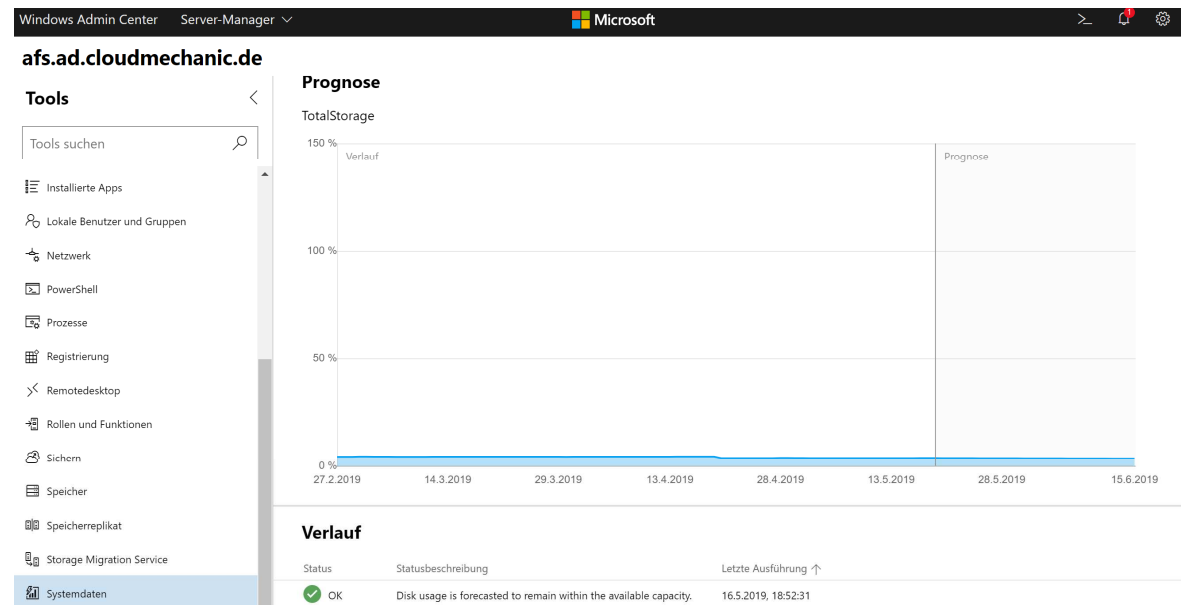 Windows Admin Center Server-Manager Microsoft
1
afs.ad.cloudmechanic.de
Tools
Tools suchen
Installierte Apps
Lokale Benutzer und Gruppen
Netzwerk
PowerShell
Prozesse
Registrierung
Remotedesktop
Rollen und Funktionen
Sichern
Speicher
Speicherreplikat
Storage Migration Service
Systemdaten
Prognose
TotalStorage
150 %
Verlauf Prognose
100 %
50 %
0 %
27.2.2019 14.3.2019 29.3.2019 13.4.2019 28.4.2019 13.5.2019 28.5.2019 15.6.2019
Verlauf
Status Statusbeschreibung Letzte Ausführung
OK Disk usage is forecasted to remain within the available capacity. 16.5.2019, 18:52:31